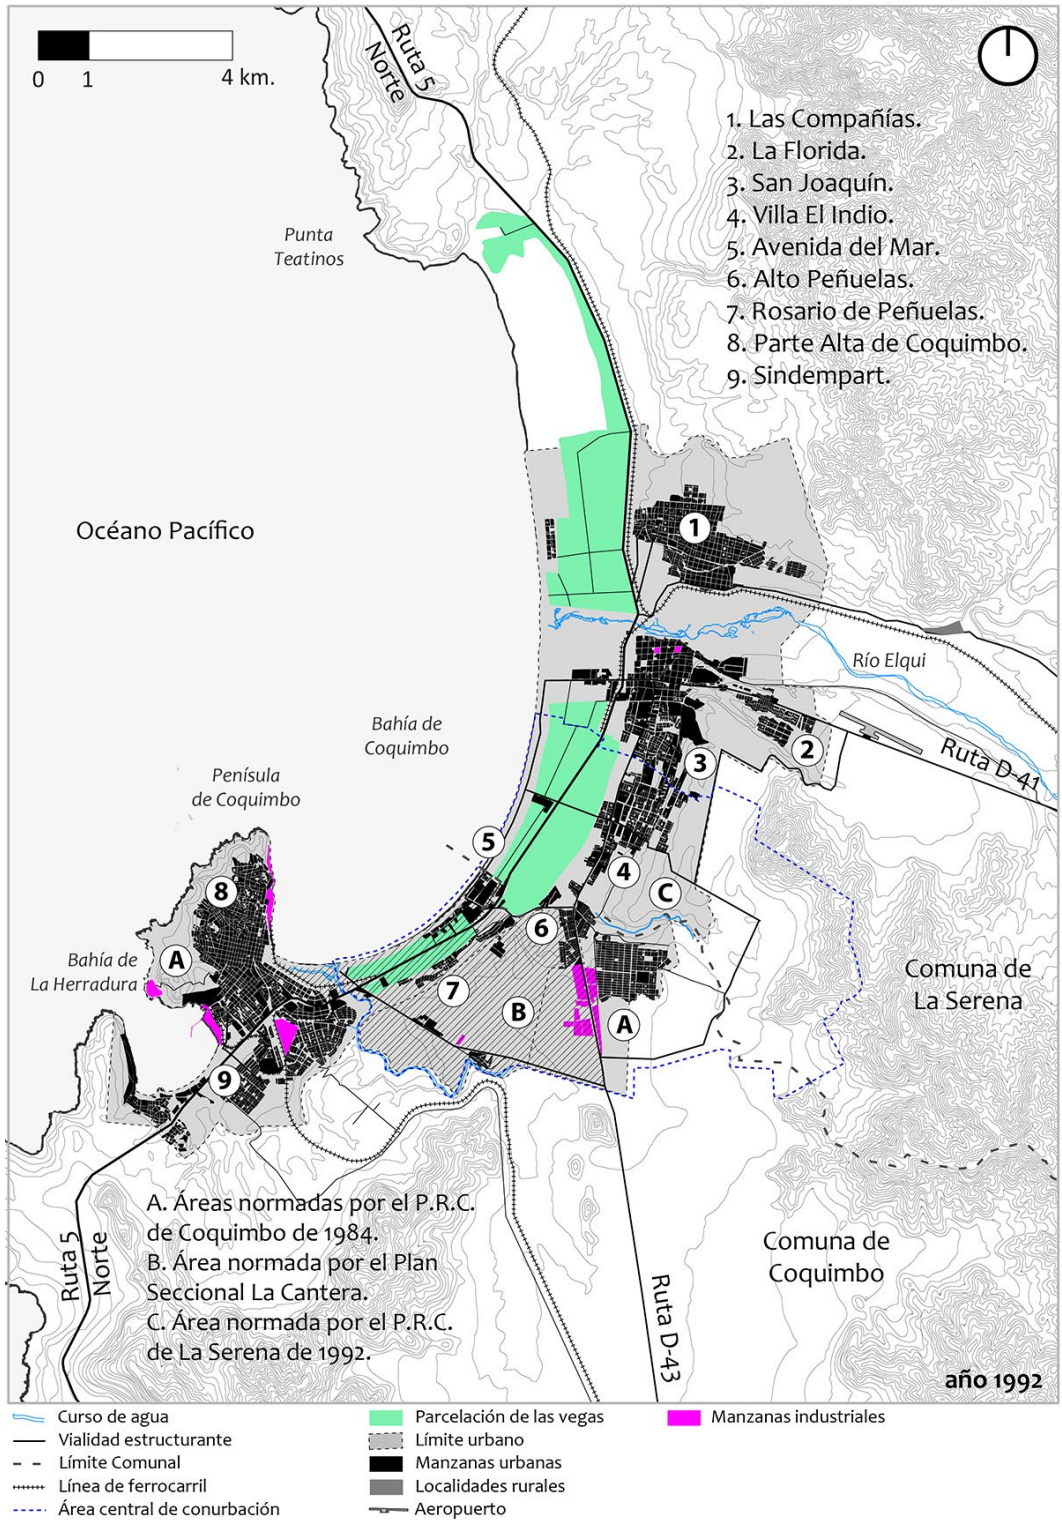 0 1 4 km.
Ruta 5
Norte
1. Las Compañías.
2. La Florida.
3. San Joaquín.
4. Villa El Indio.
5. Avenida del Mar.
6. Alto Peñuelas.
7. Rosario de Peñuelas.
8. Parte Alta de Coquimbo.
9. Sindempart.
Punta
Teatinos
Océano Pacífico
1
Río Elqui
Bahía de
Coquimbo
2
3
Ruta D-41
Península
de Coquimbo
5
4
8
C
6
A
Bahía de
La Herradura
7
B
A
Comuna de
La Serena
9
A. Áreas normadas por el P.R.C.
de Coquimbo de 1984.
B. Área normada por el Plan
Seccional La Cantera.
C. Área normada por el P.R.C.
de La Serena de 1992.
Ruta 5
Norte
Comuna de
Coquimbo
Ruta D-43
año 1992
Curso de agua
Vialidad estructurante
Límite Comunal
Línea de ferrocarril
Área central de conurbación
Parcelación de las vegas
Límite urbano
Manzanas urbanas
Localidades rurales
Aeropuerto
Manzanas industriales